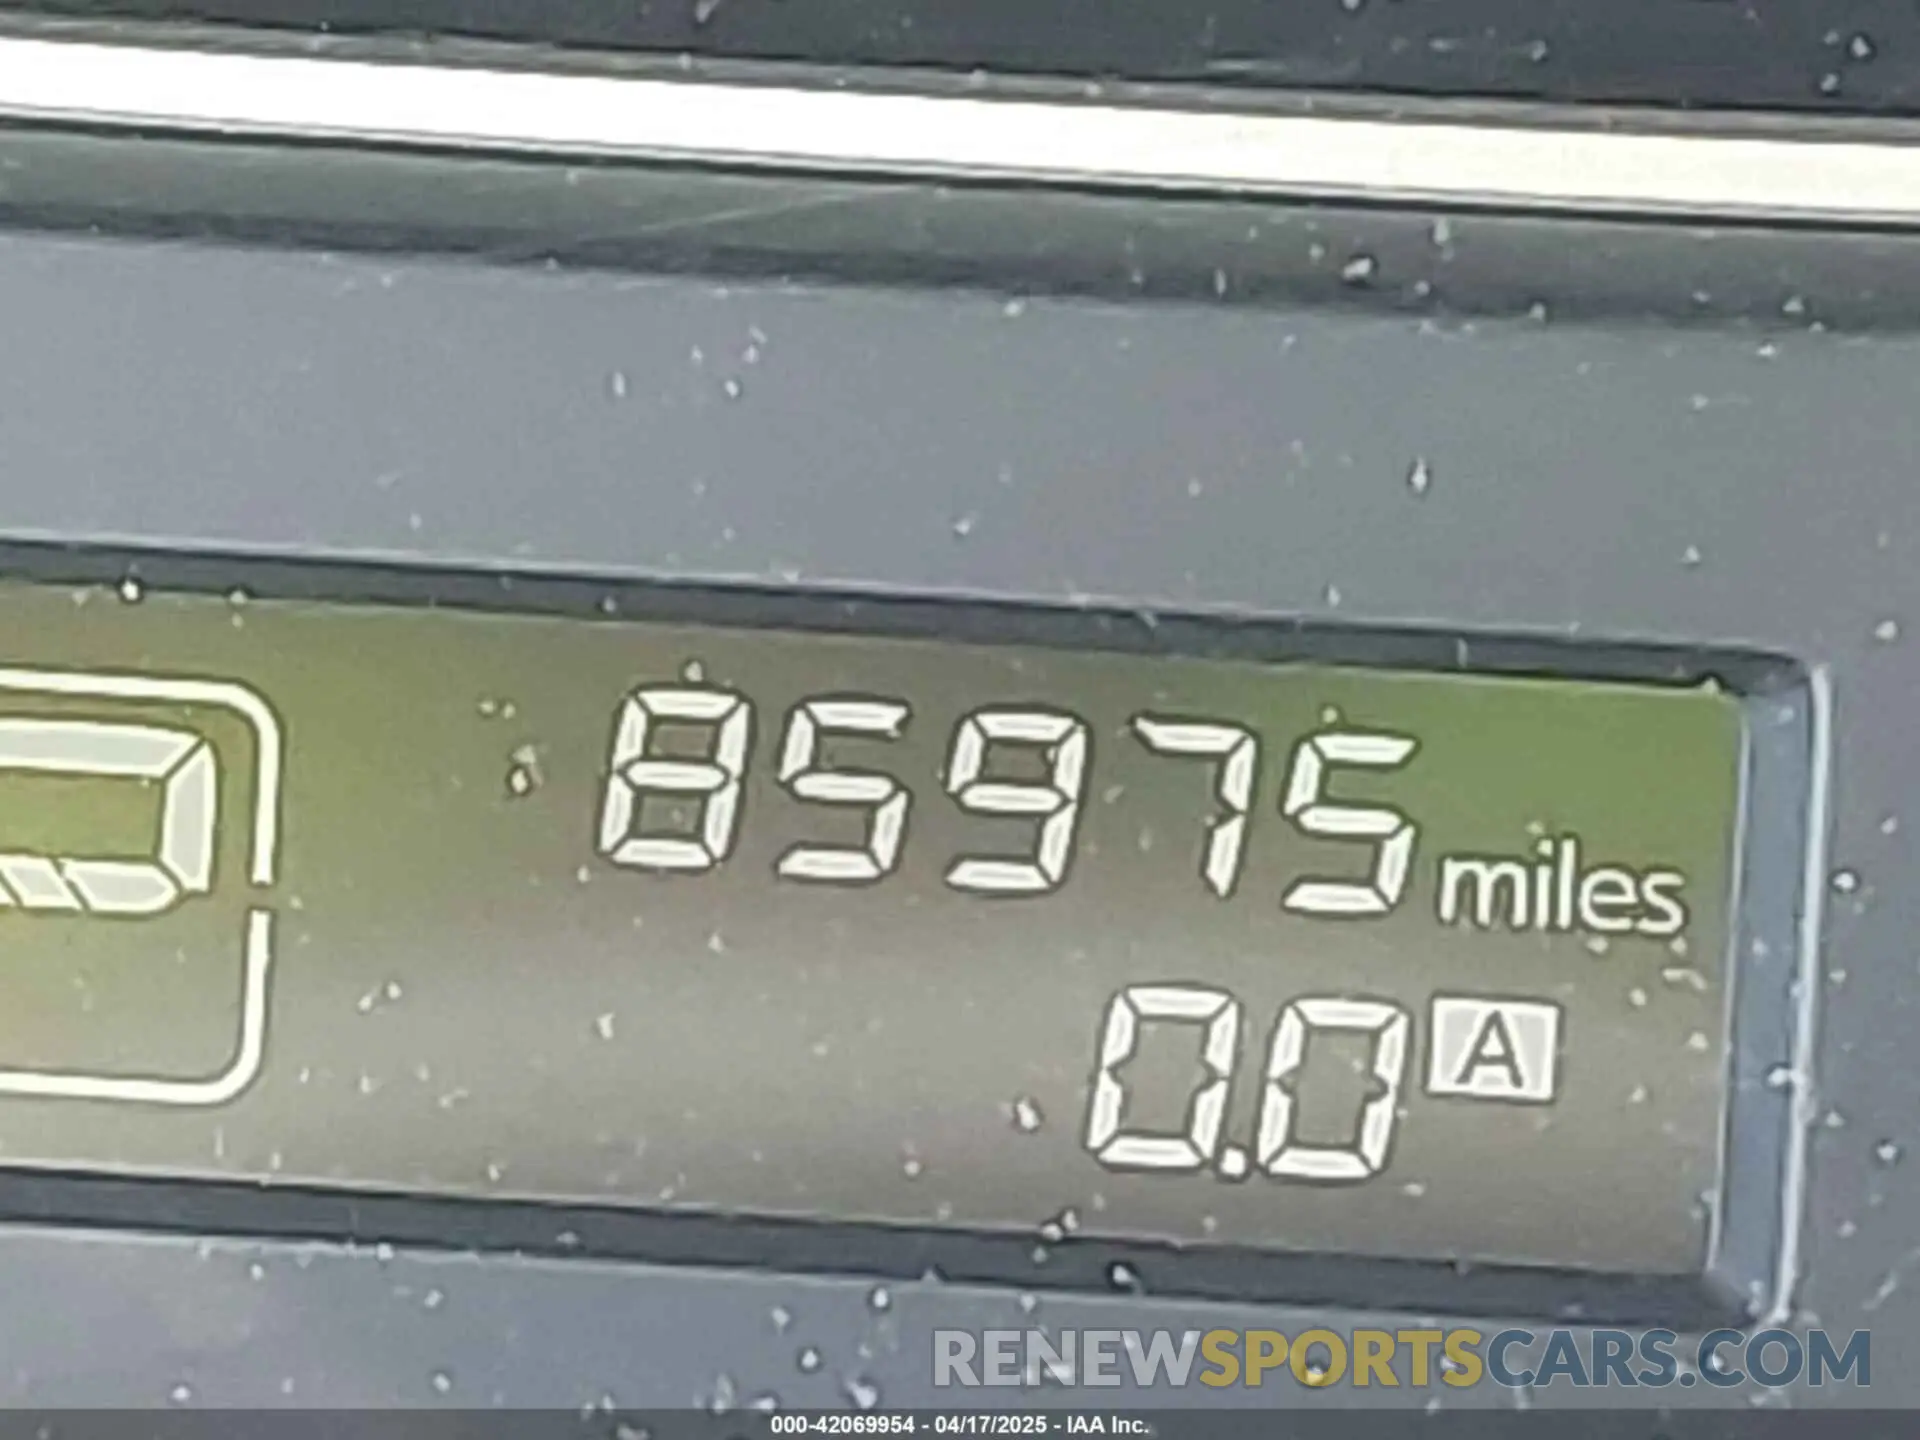 85975 miles
0.0 A
RENEWSPORTSCARS.COM
000-42069954 - 04/17/2025 - IAA Inc.